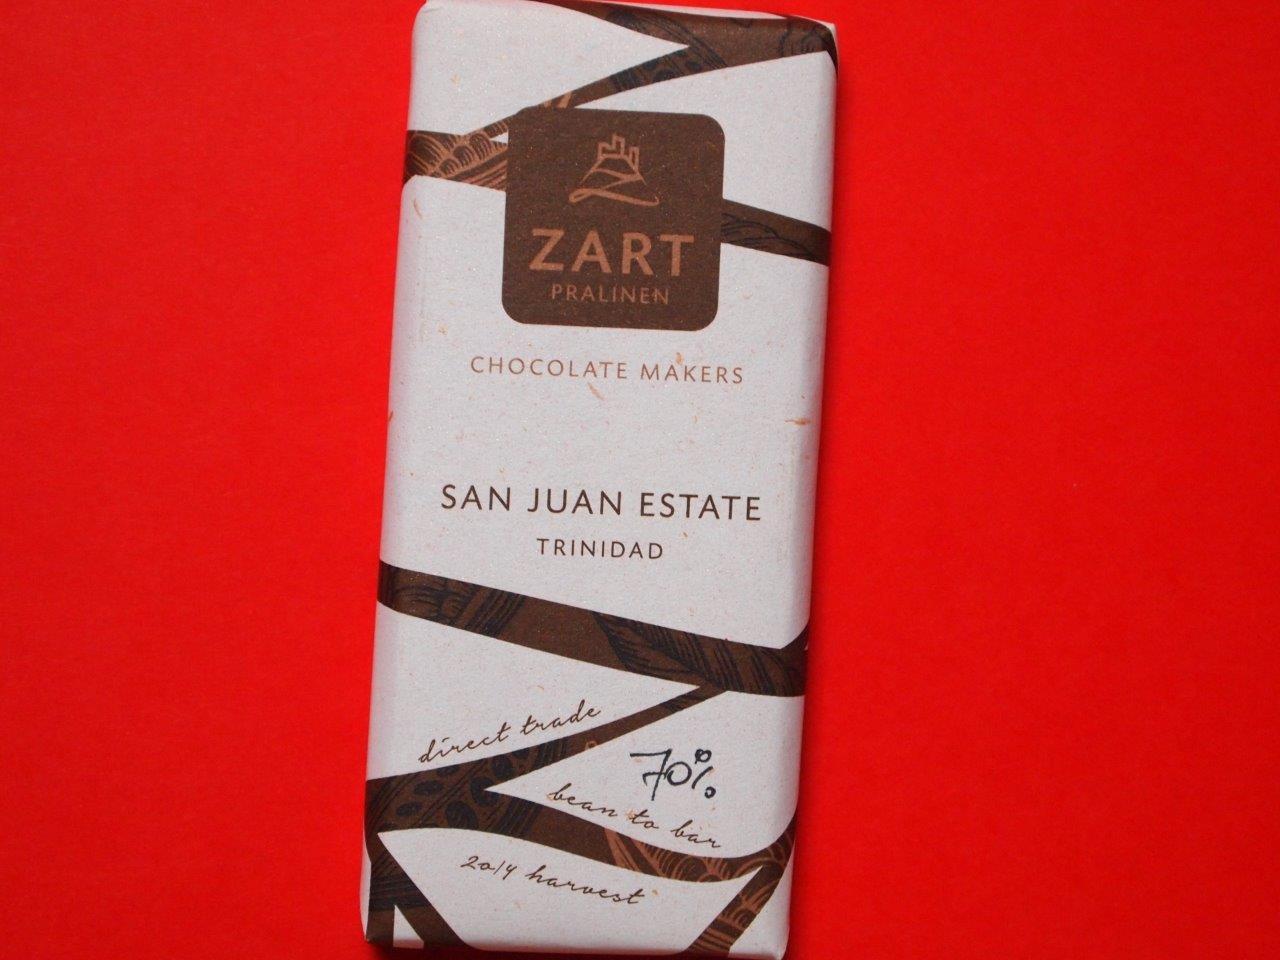 ZART
PRALINEN
CHOCOLATE MAKERS
SAN JUAN ESTATE
TRINIDAD
direct trade
70%
bean to bar
2014 harvest